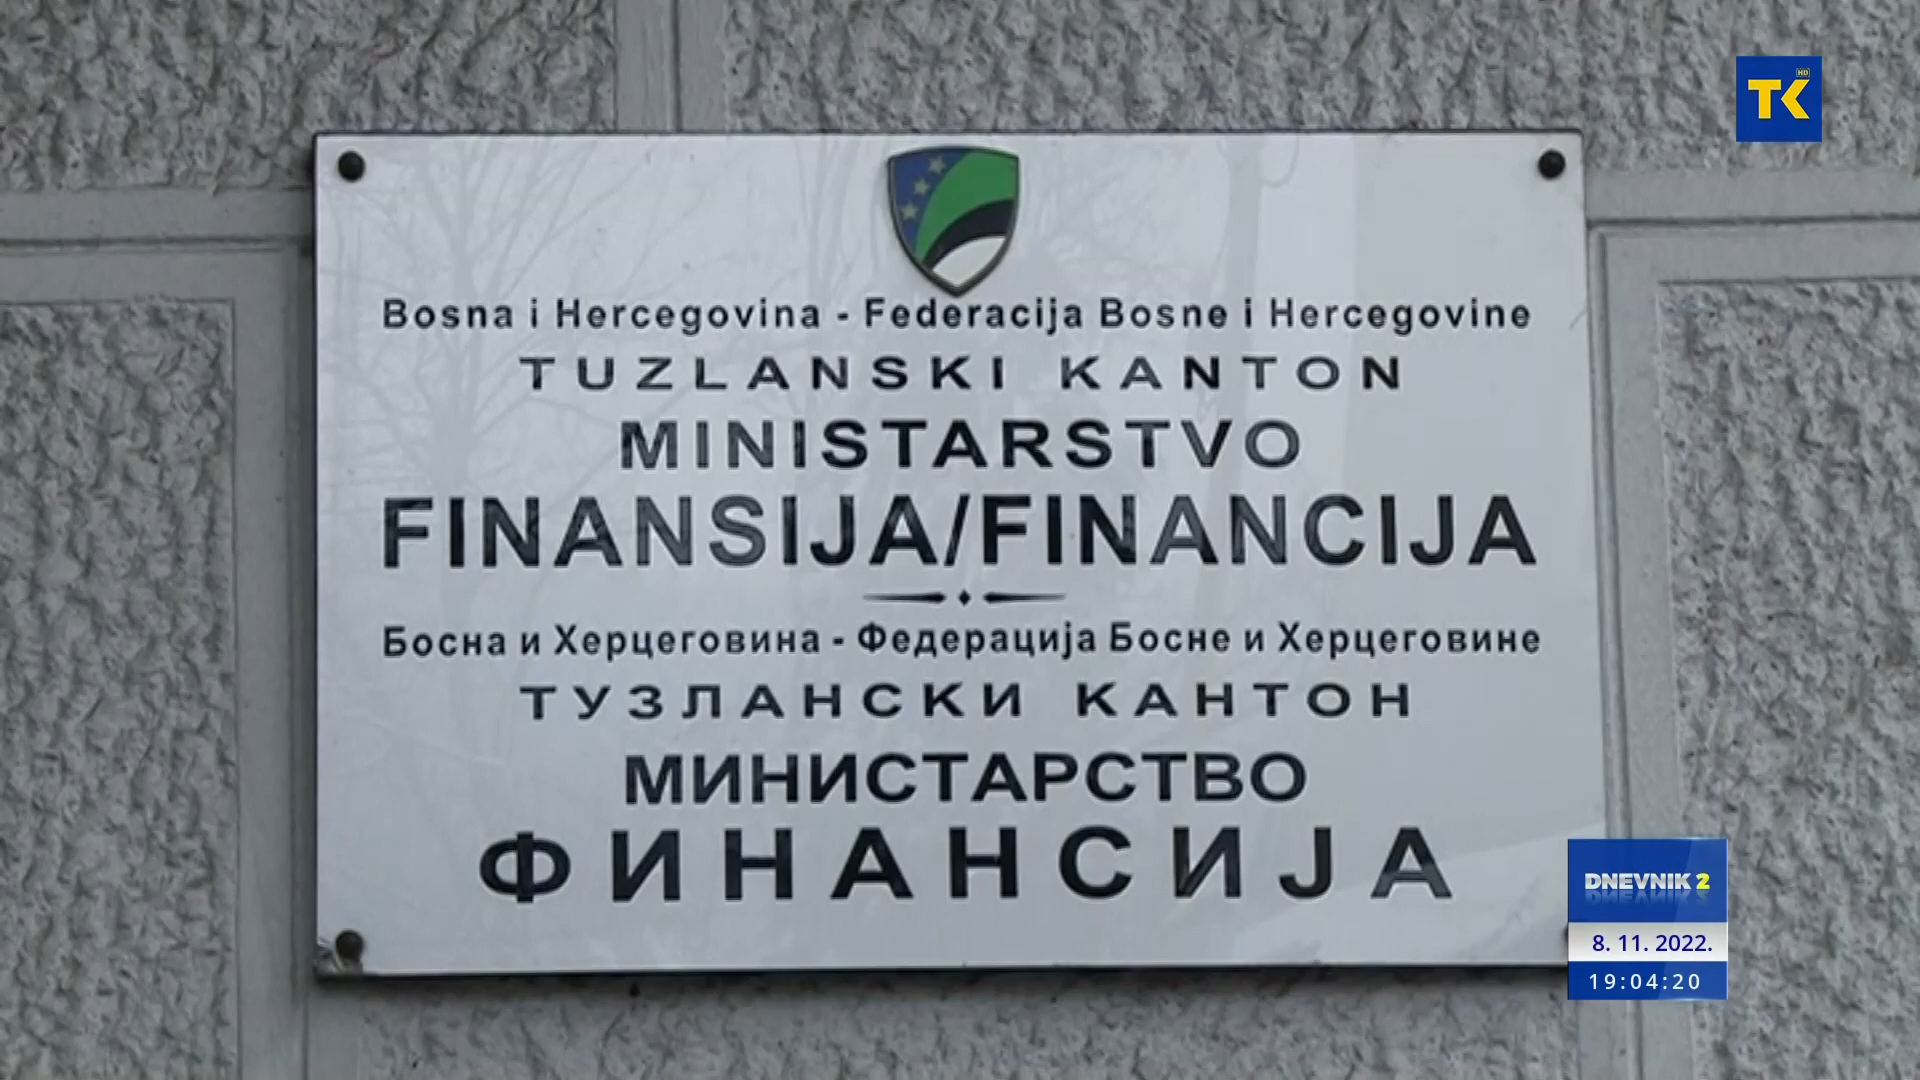 TK HD
Bosna i Hercegovina - Federacija Bosne i Hercegovine
TUZLANSKI KANTON
MINISTARSTVO
FINANSIJA/FINANCIJA
Босна и Херцеговина - Федерација Босне и Херцеговине
ТУЗЛАНСКИ КАНТОН
МИНИСТАРСТВО
ФИНАНСИЈА
DNEVNIK 2
8. 11. 2022.
19:04:20